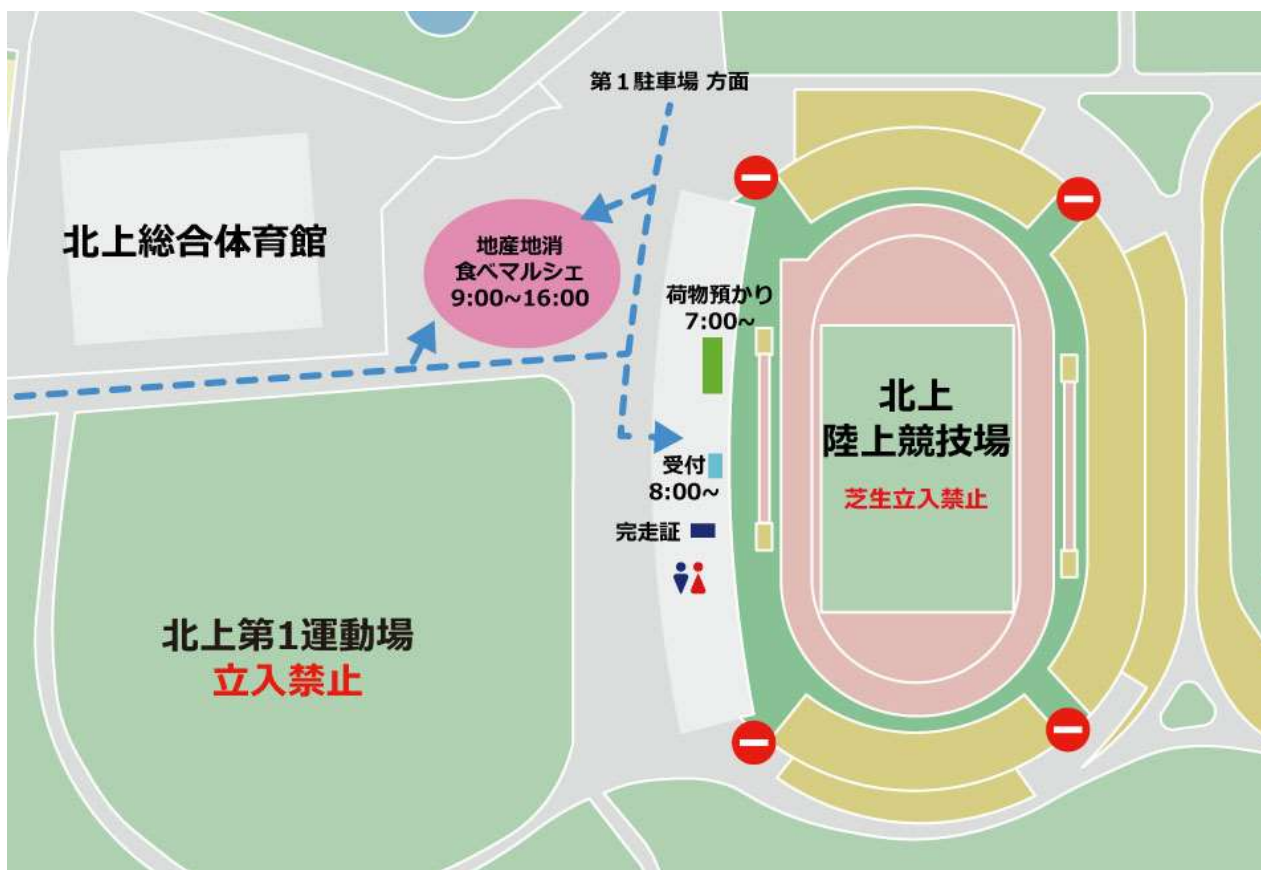 第１駐車場 方面
北上総合体育館
地産地消
食べマルシェ
9:00~16:00
荷物預かり
7:00~
北上
陸上競技場
芝生立入禁止
受付
8:00~
完走証
北上第1運動場
立入禁止